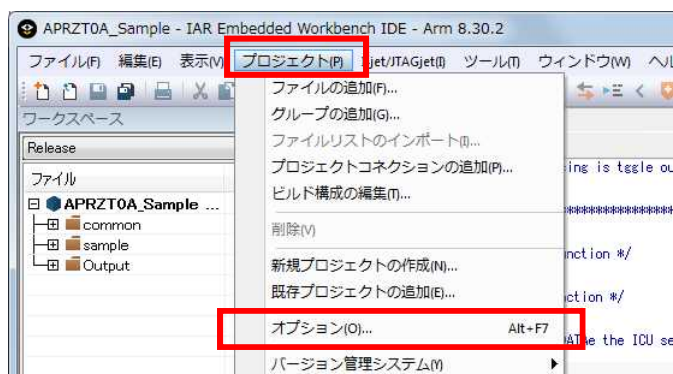 APRZT0A_Sample - IAR Embedded Workbench IDE - Arm 8.30.2
ファイル(F) 編集(E) 表示(V) プロジェクト(P) I-jet/JTAGjet(I) ツール(T) ウィンドウ(W)
ワークスペース
Release
ファイル
APRZT0A_Sample ...
common
sample
Output
ファイルの追加(F)...
グループの追加(G)...
ファイルリストのインポート(I)...
プロジェクトコネクションの追加(P)...
ビルド構成の編集(T)...
削除(V)
新規プロジェクトの作成(N)...
既存プロジェクトの追加(E)...
オプション(O)... Alt+F7
バージョン管理システム(Y)
is tggle
*******************
*/
*/
the ICU